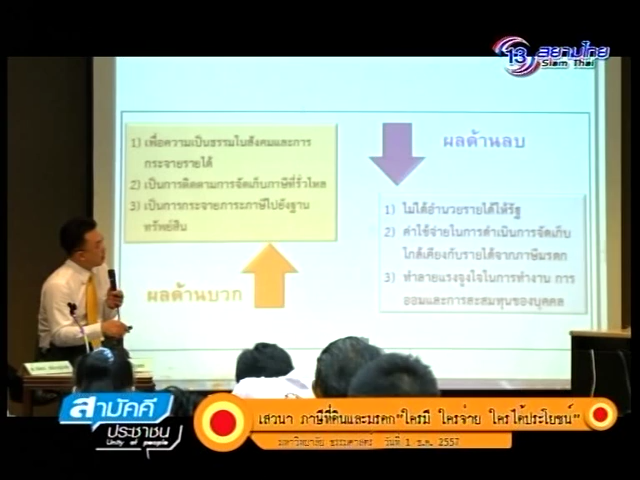 13 สยามไทย
Siam Thai
ผลด้านลบ
1) เพื่อความเป็นธรรมในสังคมและการ
กระจายรายได้
2) เป็นการติดตามการจัดเก็บภาษีที่รั่วไหล
3) เป็นการกระจายภาระภาษีไปยังฐาน
ทรัพย์สิน
1) ไม่ได้อำนวยรายได้ให้รัฐ
2) ค่าใช้จ่ายในการดำเนินการจัดเก็บ
ใกล้เคียงกับรายได้จากภาษีมรดก
3) ทำลายแรงจูงใจในการทำงาน การ
ออมและการสะสมทุนของบุคคล
ผลด้านบวก
สามัคคี
ประชาชน
Unity of people
เสวนา ภาษีที่ดินและมรดก"ใครมี ใครจ่าย ใครได้ประโยชน์"
มหาวิทยาลัย ธรรมศาสตร์ วันที่ 1 ธ.ค. 2557